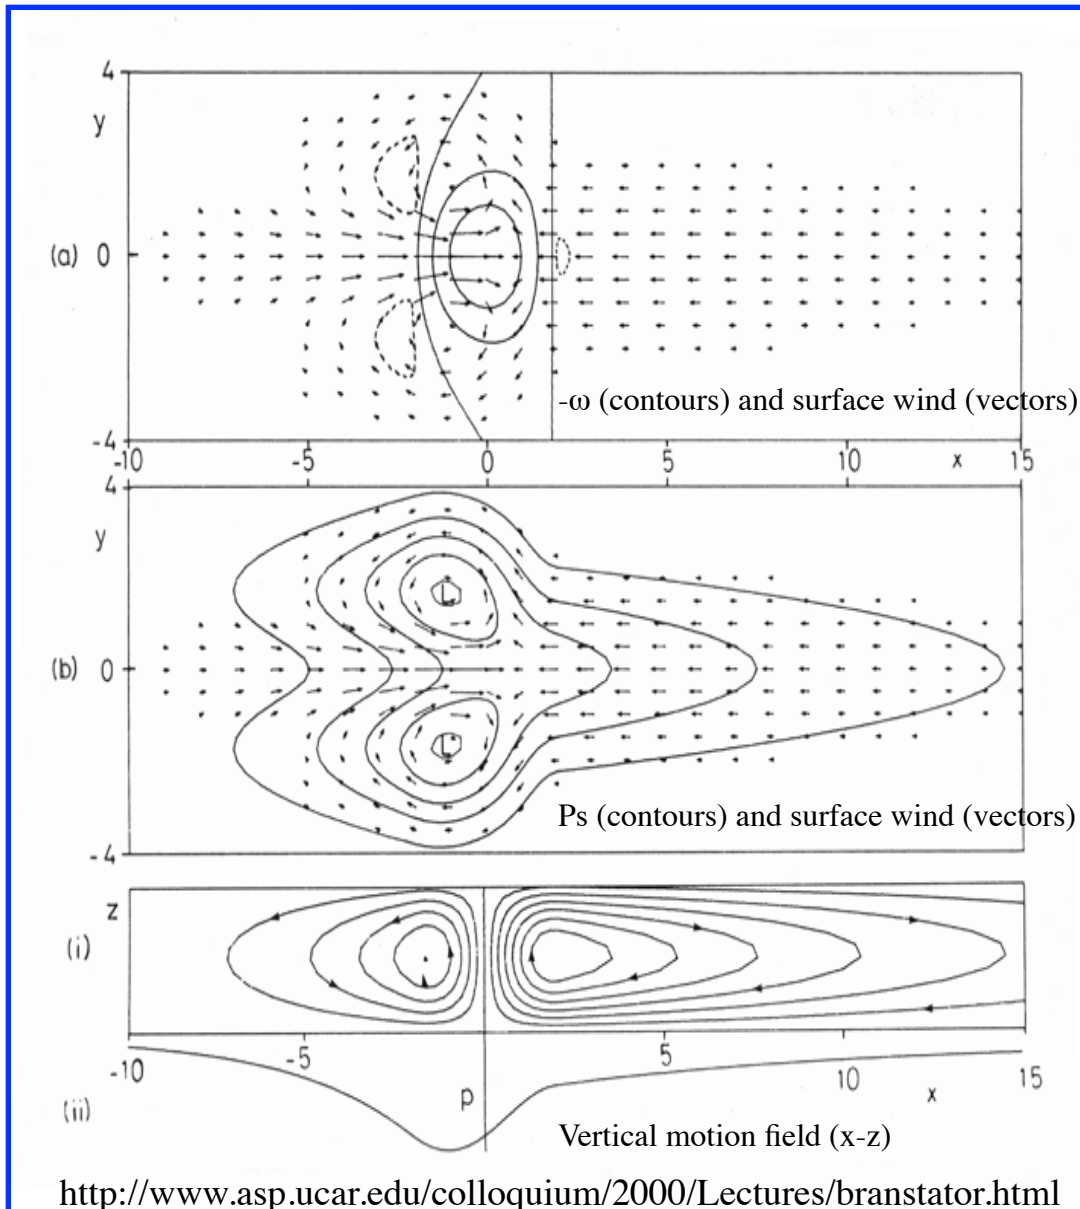 4
y
(a) 0
-ω (contours) and surface wind (vectors)
-4
-10 -5 0 5 10 x 15
4
y
L
(b) 0
L
Ps (contours) and surface wind (vectors)
-4
z
(i)
-10 -5 5 10 x 15
p
(ii)
Vertical motion field (x-z)
http://www.asp.ucar.edu/colloquium/2000/Lectures/branstator.html